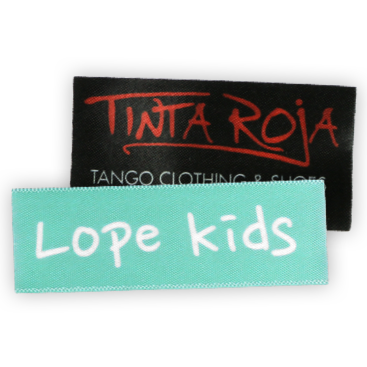 TINTA ROJA
TANGO CLOTHING & SHOES
Lope kids